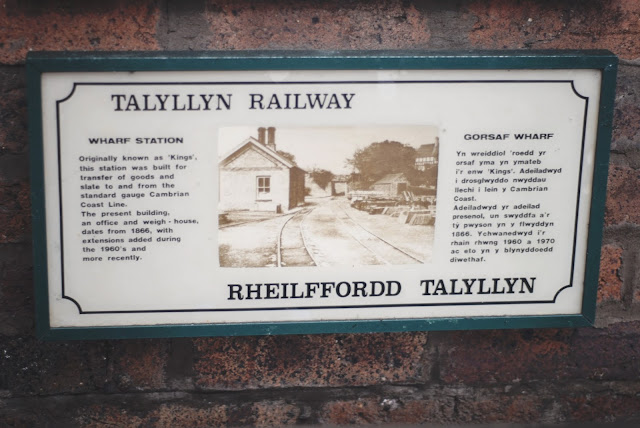 TALYLLYN RAILWAY
WHARF STATION
Originally known as 'Kings',
this station was built for
transfer of goods and
slate to and from the
standard gauge Cambrian
Coast Line.
The present building,
an office and weigh - house,
dates from 1866, with
extensions added during
the 1960's and
more recently.
GORSAF WHARF
Yn wreiddiol 'roedd yr
orsaf yma yn ymateb
i'r enw 'Kings'. Adeiladwyd
i drosglwyddo nwyddau
llechi i lein y Cambrian
Coast.
Adeiladwyd yr adeilad
presenol, un swyddfa a'r
tŷ pwyson yn y flwyddyn
1866. Ychwanedwyd i'r
rhain rhwng 1960 a 1970
ac eto yn y blynyddoedd
diwethaf.
RHEILFFORDD TALYLLYN